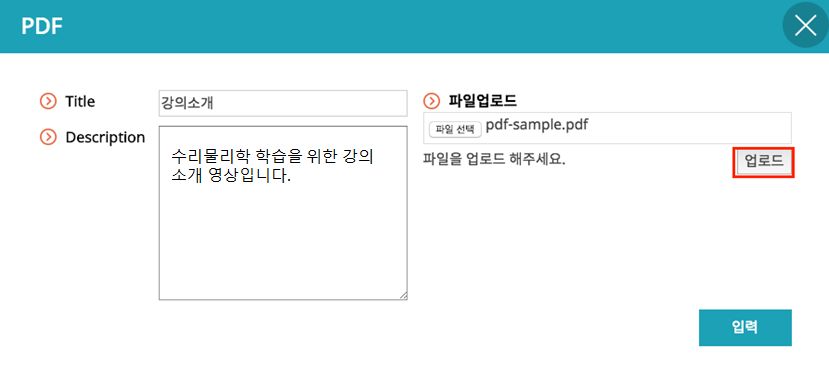 PDF
Title
강의소개
Description
수리물리학 학습을 위한 강의
소개 영상입니다.
파일업로드
파일 선택 pdf-sample.pdf
파일을 업로드 해주세요.
업로드
입력